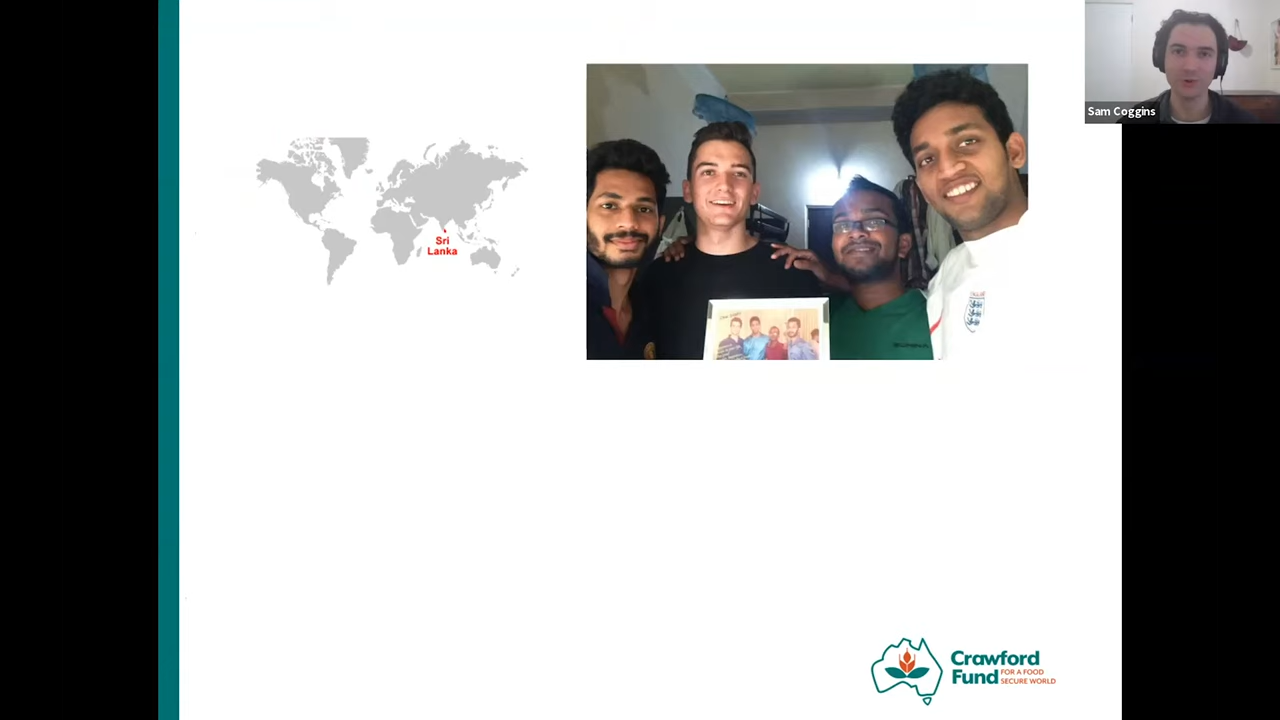 Sam Coggins
Sri
Lanka
Crawford
Fund FOR A FOOD
SECURE WORLD